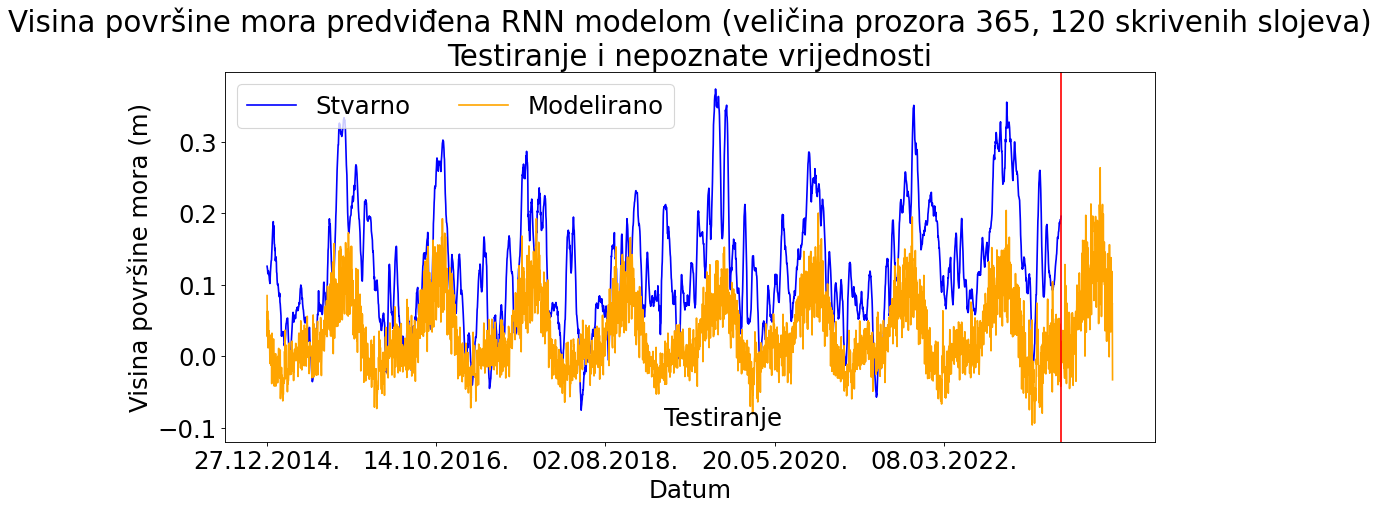 Visina površine mora predviđena RNN modelom (veličina prozora 365, 120 skrivenih slojeva)
Testiranje i nepoznate vrijednosti
Stvarno
Modelirano
Visina površine mora (m)
0.3
0.2
0.1
0.0
−0.1
Testiranje
27.12.2014.
14.10.2016.
02.08.2018.
20.05.2020.
08.03.2022.
Datum